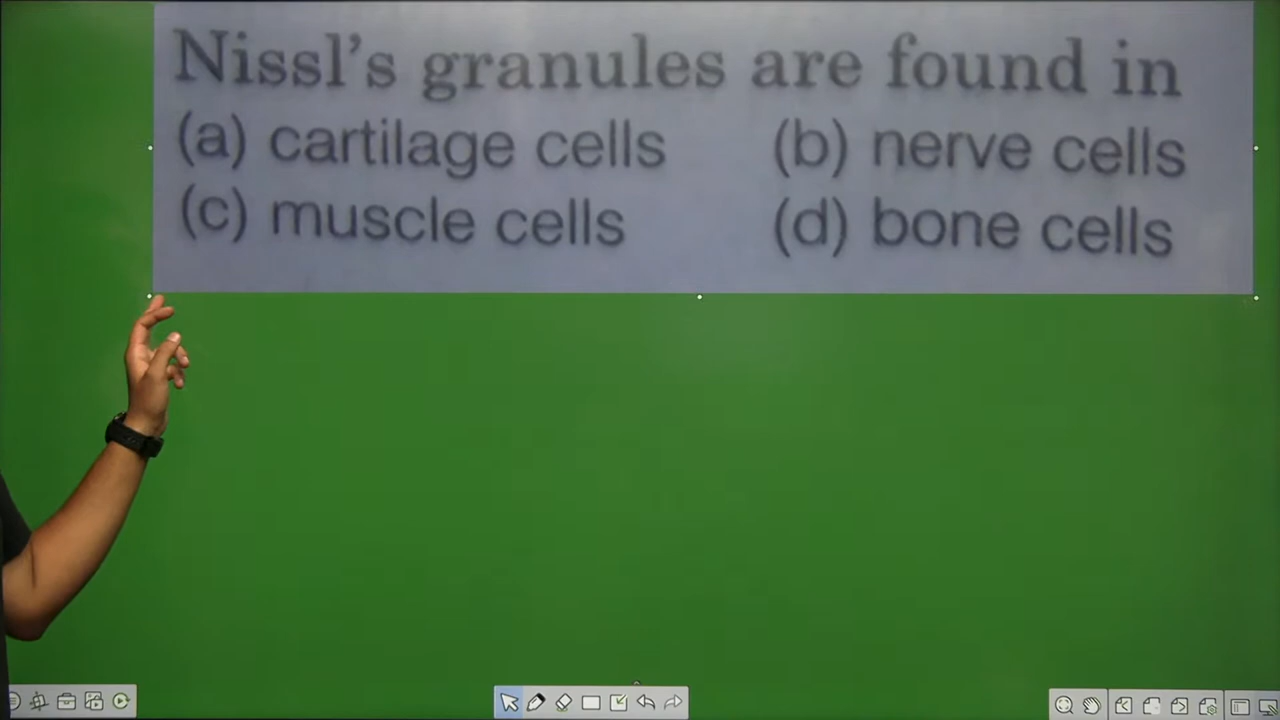 Nissl's granules are found in
(a) cartilage cells (b) nerve cells
(c) muscle cells (d) bone cells